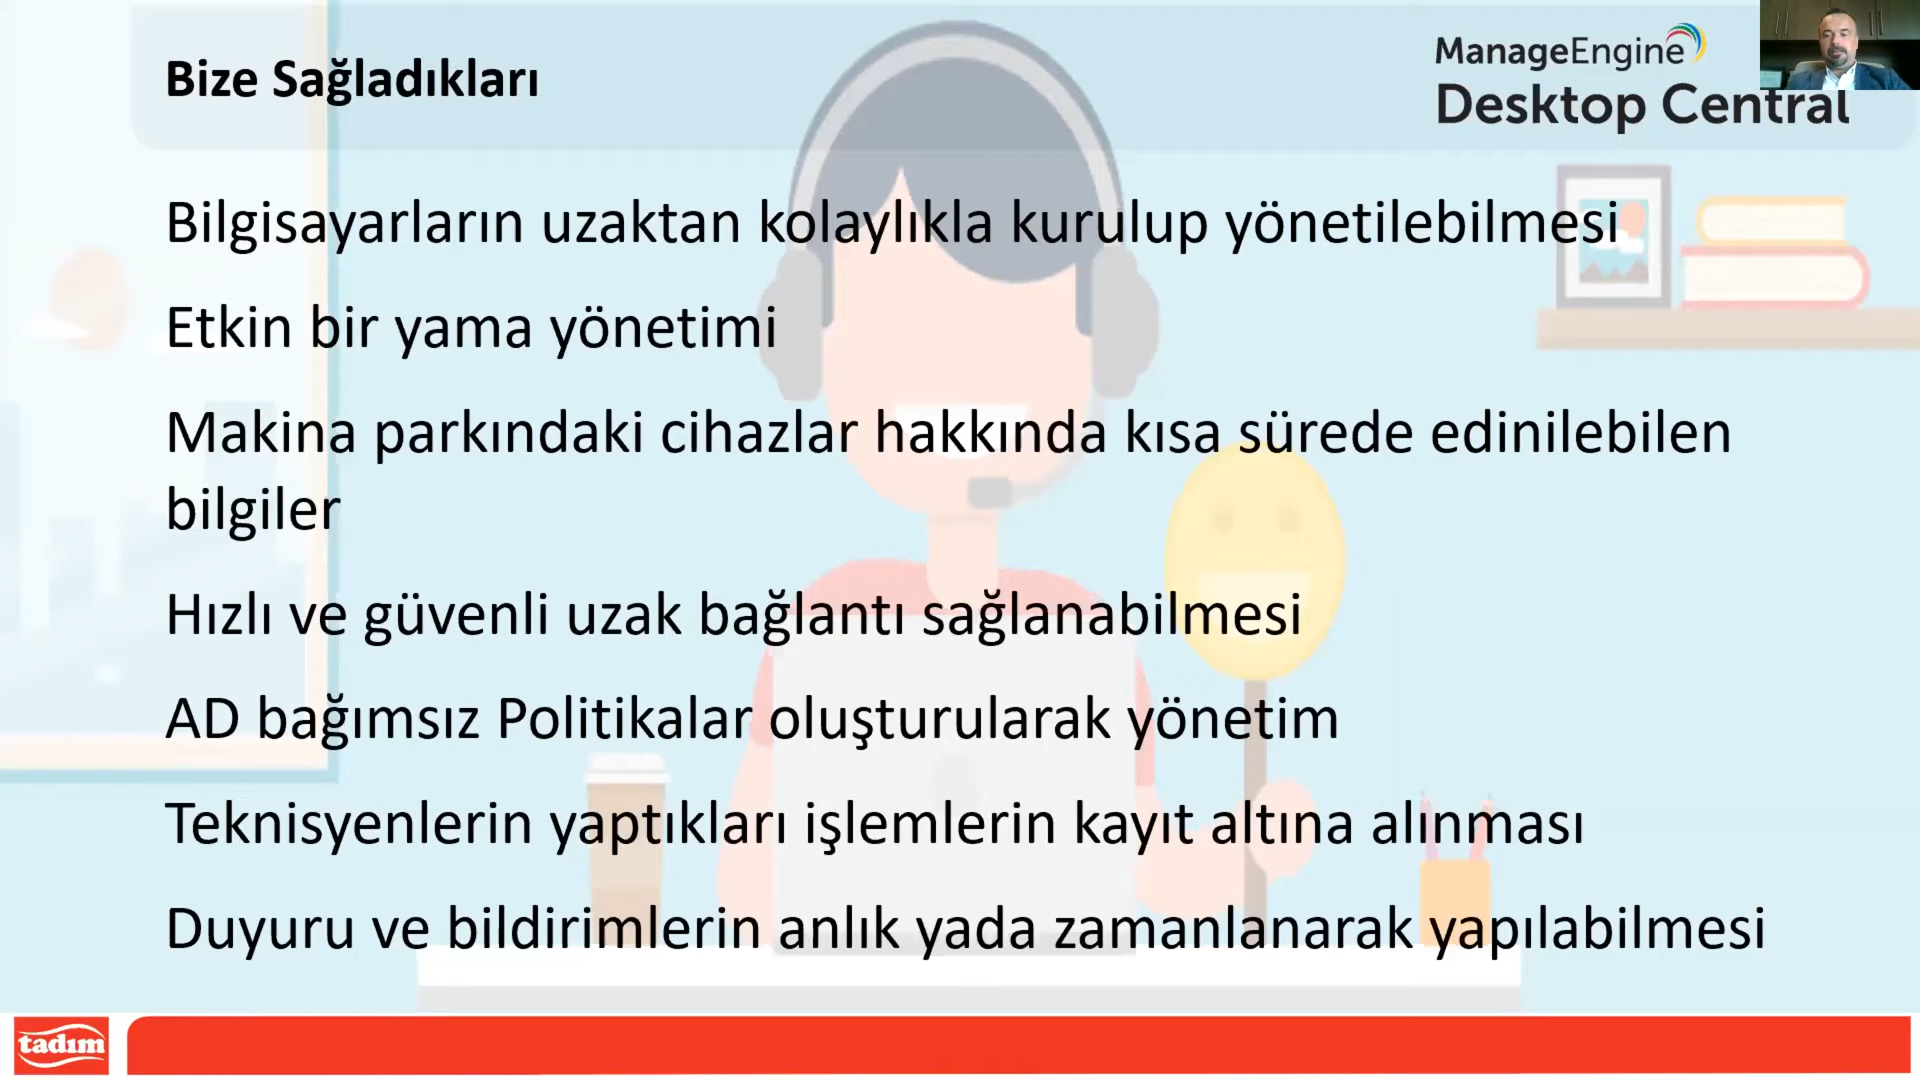 Bize Sağladıkları
ManageEngine
Desktop Central
Bilgisayarların uzaktan kolaylıkla kurulup yönetilebilmesi
Etkin bir yama yönetimi
Makina parkındaki cihazlar hakkında kısa sürede edinilebilen
bilgiler
Hızlı ve güvenli uzak bağlantı sağlanabilmesi
AD bağımsız Politikalar oluşturularak yönetim
Teknisyenlerin yaptıkları işlemlerin kayıt altına alınması
Duyuru ve bildirimlerin anlık yada zamanlanarak yapılabilmesi
tadım